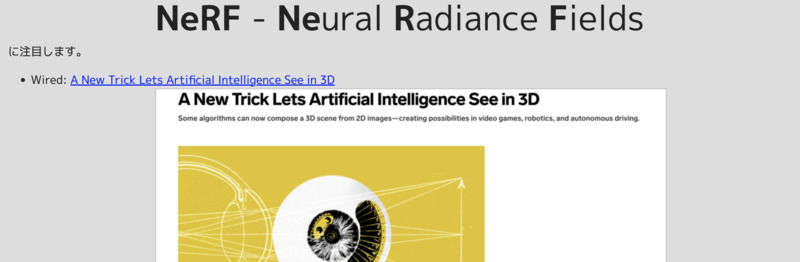 NeRF - Neural Radiance Fields
に注目します。
Wired: A New Trick Lets Artificial Intelligence See in 3D
A New Trick Lets Artificial Intelligence See in 3D
Some algorithms can now compose a 3D scene from 2D images—creating possibilities in video games, robotics, and autonomous driving.